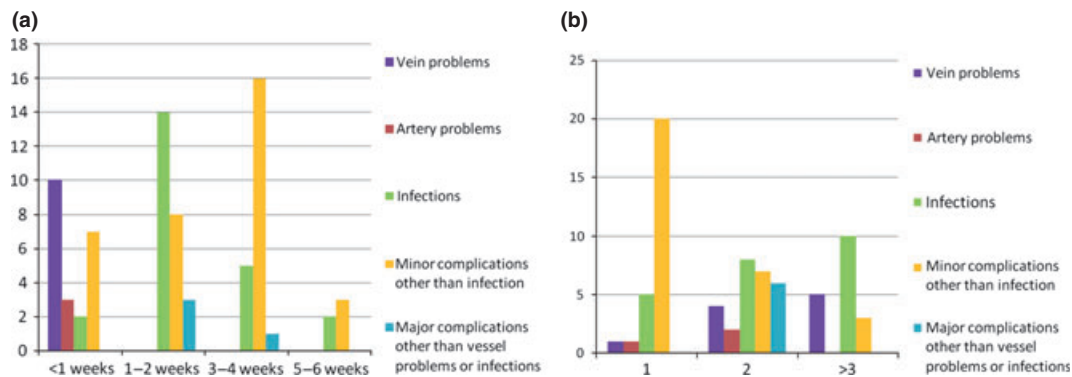 (a)
18
16
14
12
10
8
6
4
2
0
<1 weeks 1–2 weeks 3–4 weeks 5–6 weeks
Vein problems
Artery problems
Infections
Minor complications
other than infection
Major complications
other than vessel
problems or infections
(b)
25
20
15
10
5
0
1 2 >3
Vein problems
Artery problems
Infections
Minor complications
other than infection
Major complications
other than vessel
problems or infections